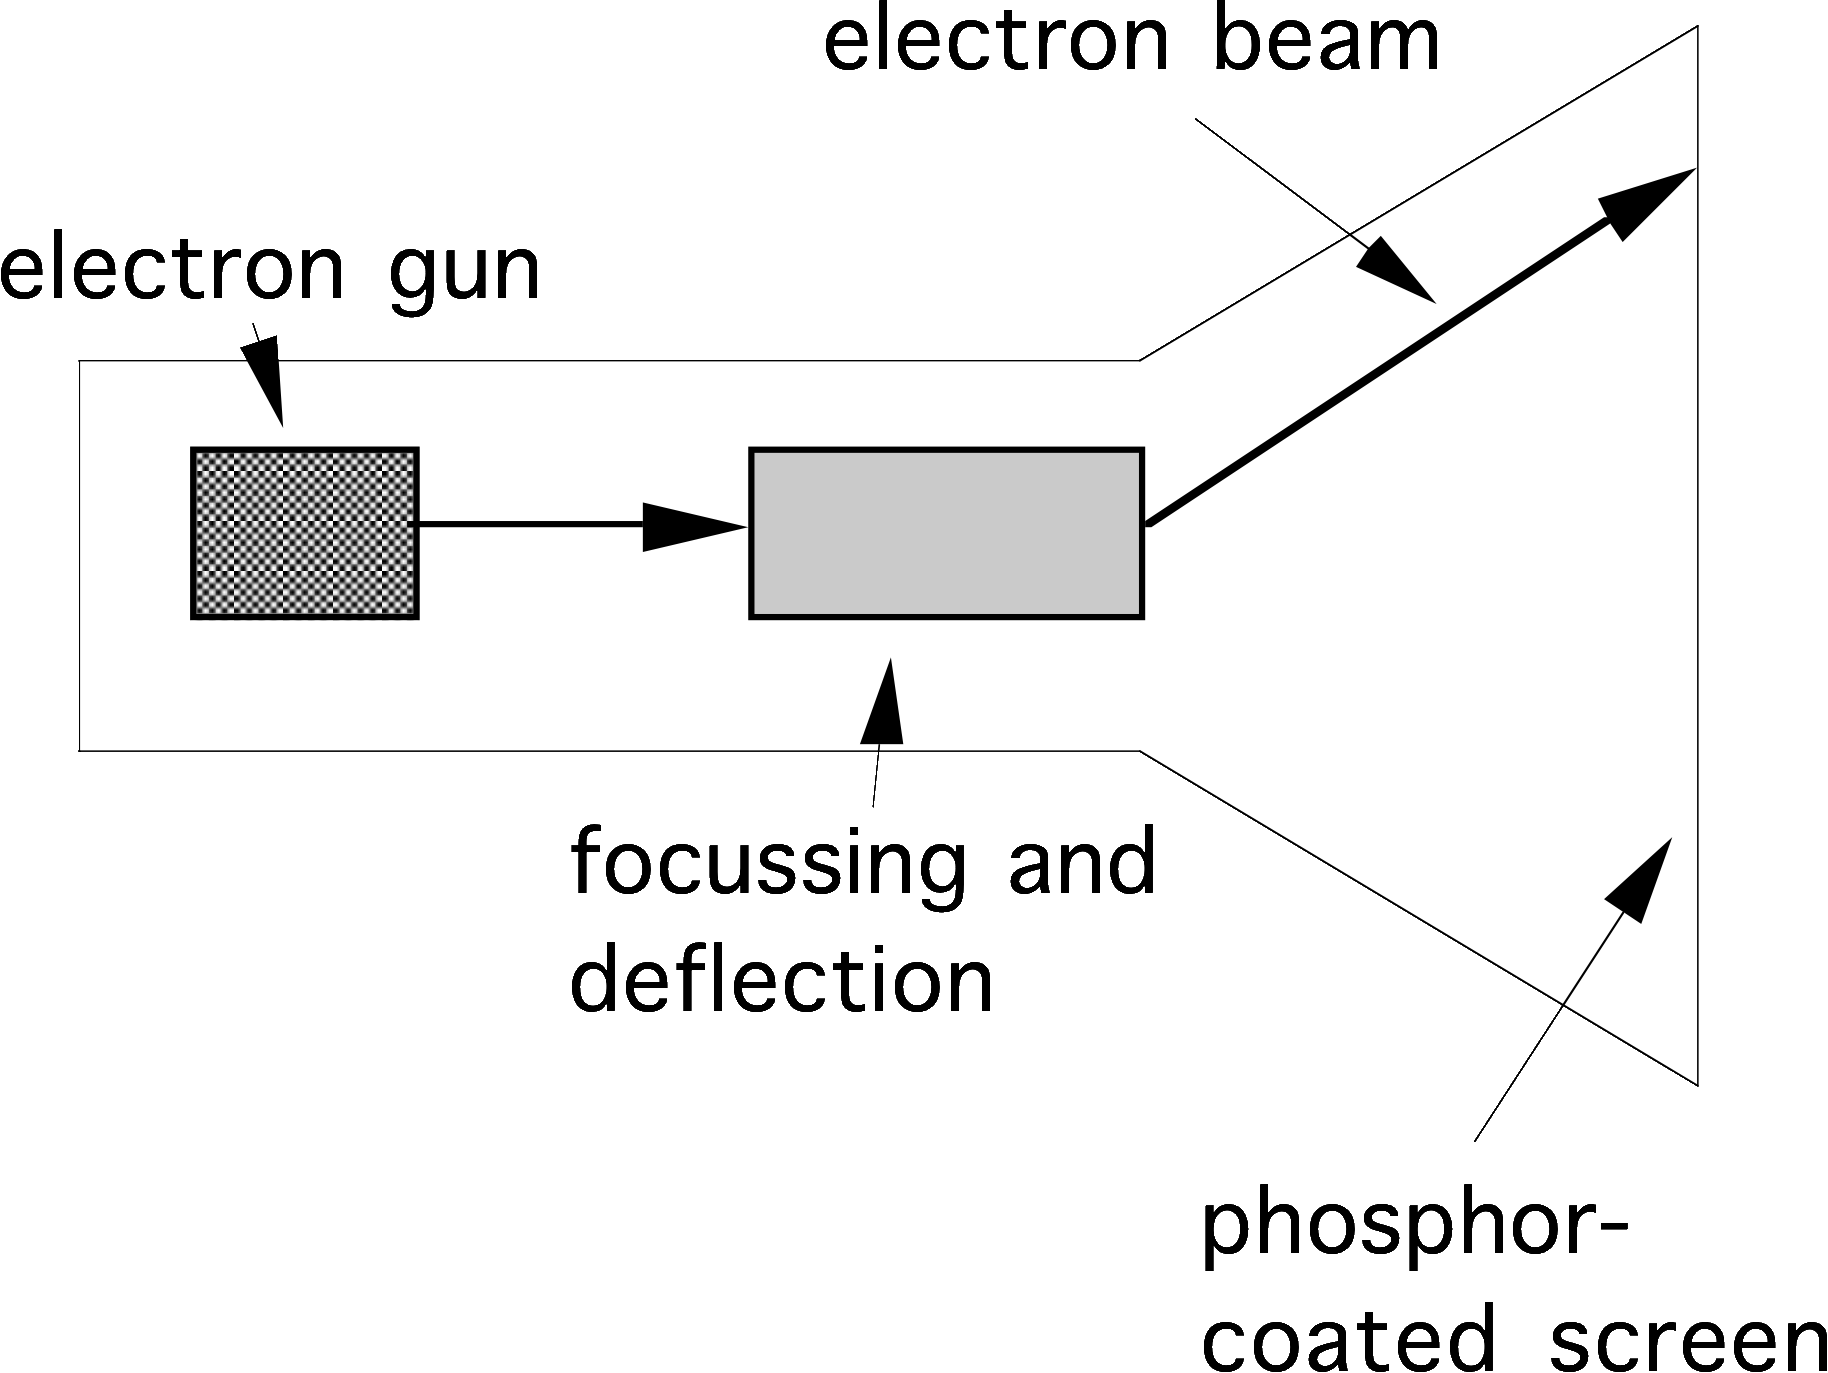 electron beam
electron gun
focussing and
deflection
phosphor-
coated screen